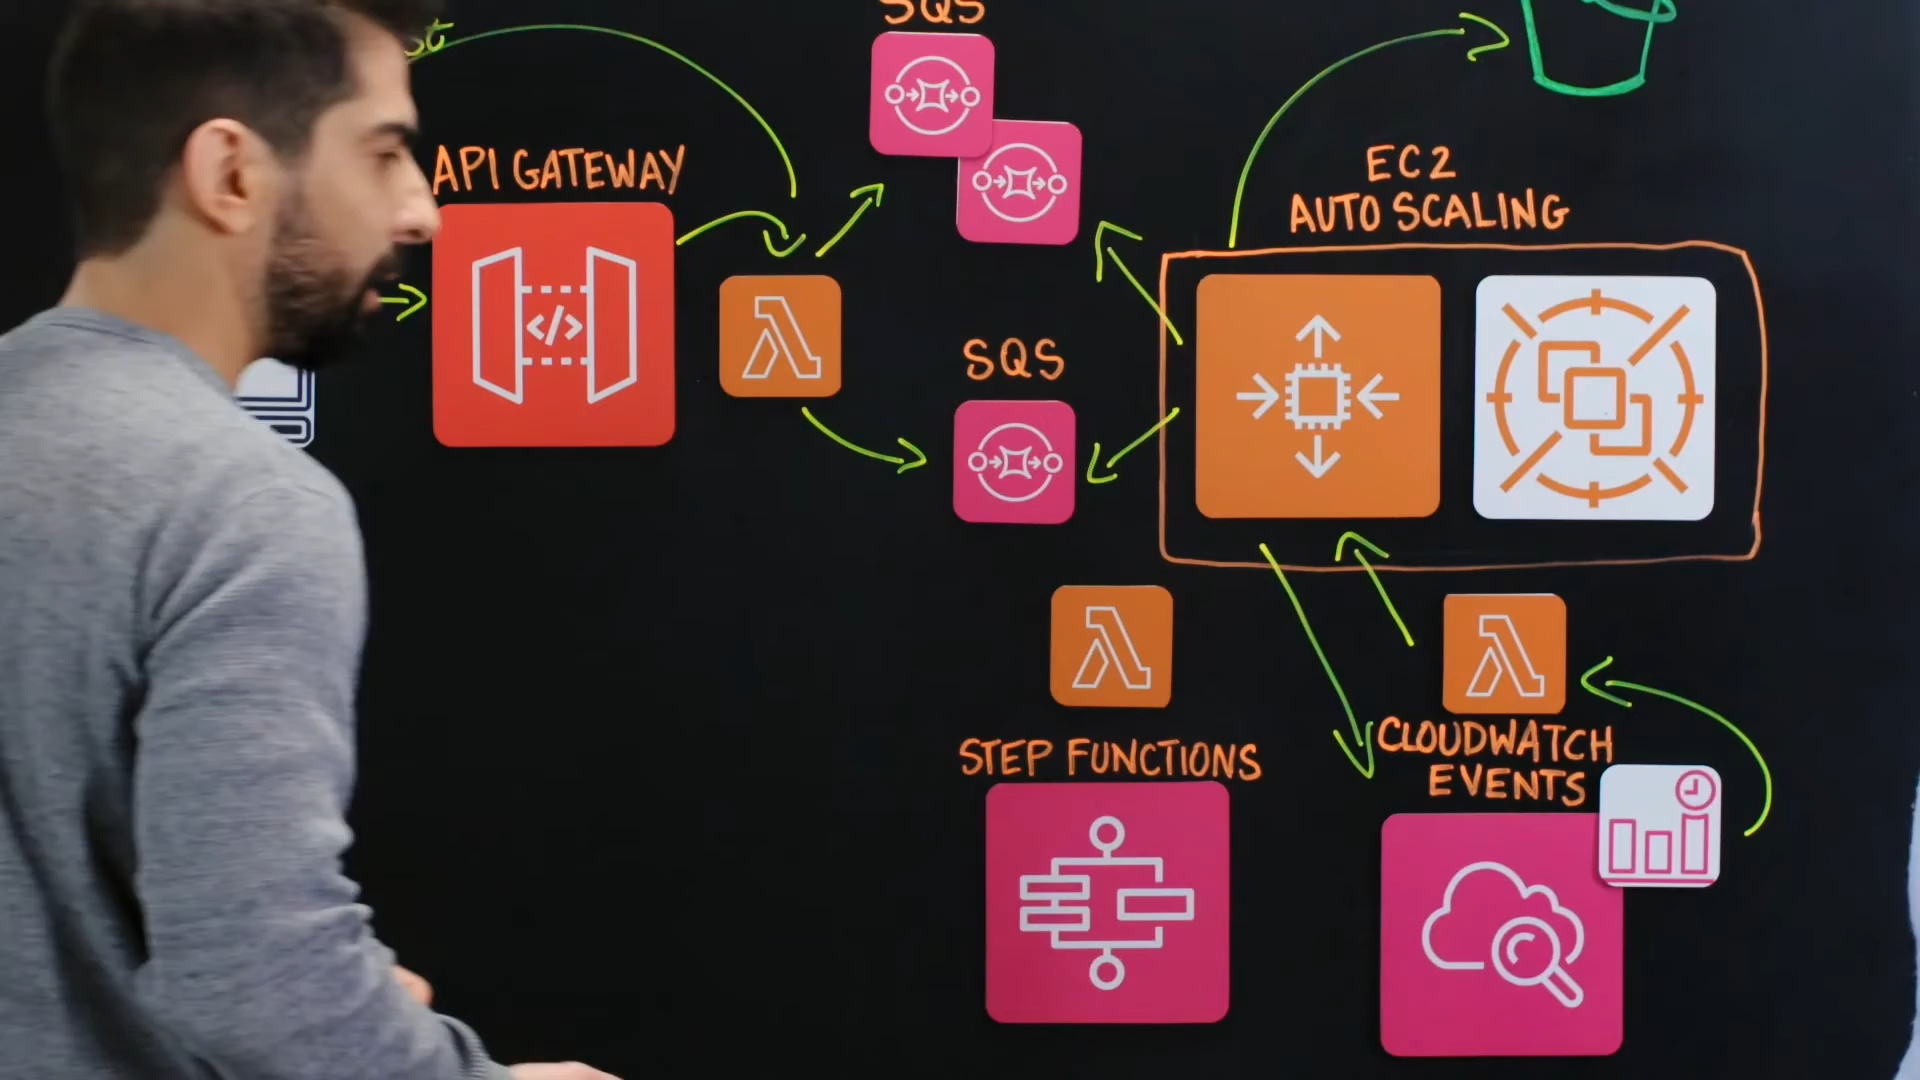 SQS
API GATEWAY
</>
EC2
AUTO SCALING
SQS
STEP FUNCTIONS
CLOUDWATCH
EVENTS